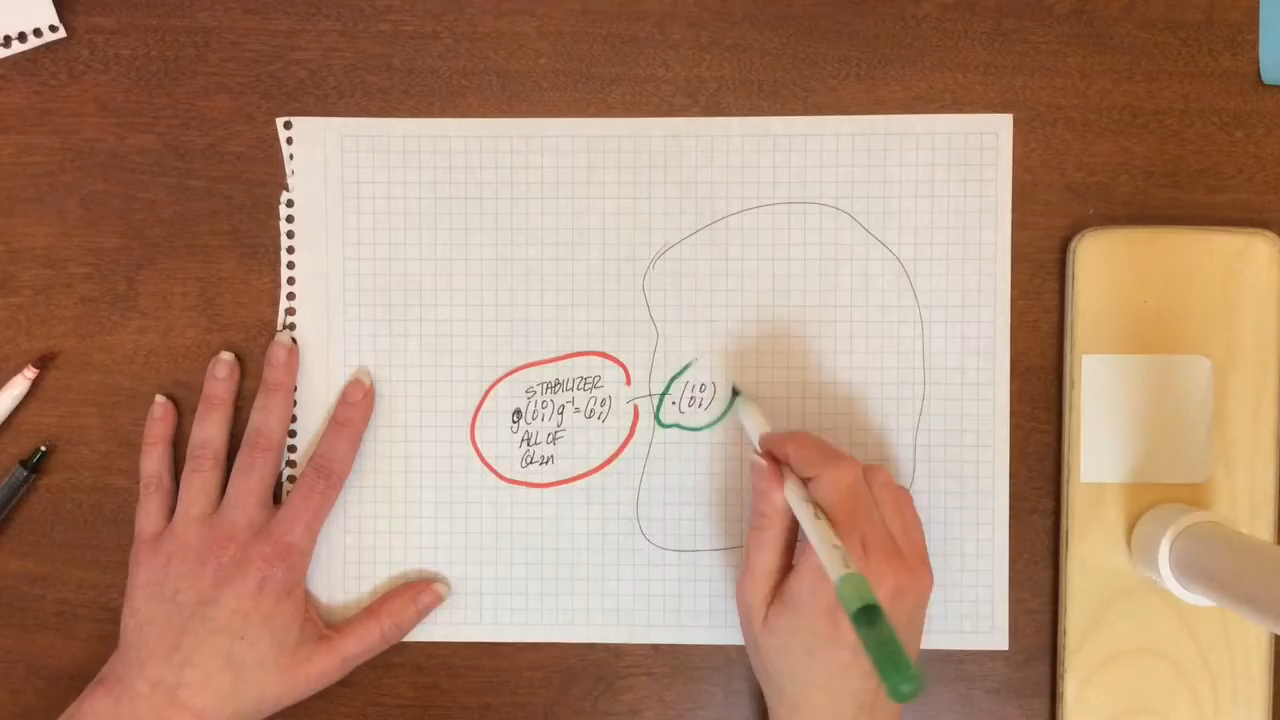 STABILIZER
g(1 0 0 1)g⁻¹=(1 0 0 1)
ALL OF
GL2n
. (1 0 0 1)